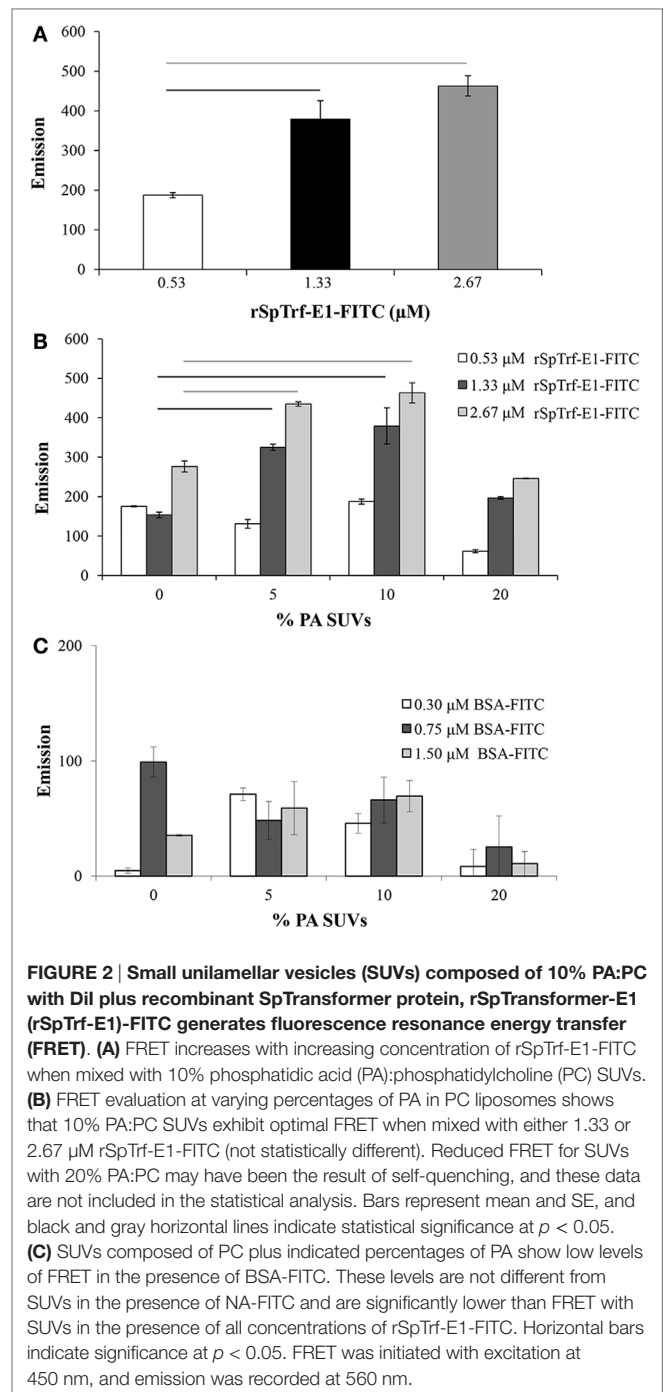 A
600
500
400
300
200
100
0
Emission
0.53 1.33 2.67
rSpTrf-E1-FITC (µM)
B
600
500
400
300
200
100
0
Emission
0.53 µM rSpTrf-E1-FITC
1.33 µM rSpTrf-E1-FITC
2.67 µM rSpTrf-E1-FITC
0 5 10 20
% PA SUVs
C
200
100
0
Emission
0.30 µM BSA-FITC
0.75 µM BSA-FITC
1.50 µM BSA-FITC
0 5 10 20
% PA SUVs
FIGURE 2 | Small unilamellar vesicles (SUVs) composed of 10% PA:PC
with DiI plus recombinant SpTransformer protein, rSpTransformer-E1
(rSpTrf-E1)-FITC generates fluorescence resonance energy transfer
(FRET). (A) FRET increases with increasing concentration of rSpTrf-E1-FITC
when mixed with 10% phosphatidic acid (PA):phosphatidylcholine (PC) SUVs.
(B) FRET evaluation at varying percentages of PA in PC liposomes shows
that 10% PA:PC SUVs exhibit optimal FRET when mixed with either 1.33 or
2.67 µM rSpTrf-E1-FITC (not statistically different). Reduced FRET for SUVs
with 20% PA:PC may have been the result of self-quenching, and these data
are not included in the statistical analysis. Bars represent mean and SE, and
black and gray horizontal lines indicate statistical significance at p < 0.05.
(C) SUVs composed of PC plus indicated percentages of PA show low levels
of FRET in the presence of BSA-FITC. These levels are not different from
SUVs in the presence of NA-FITC and are significantly lower than FRET with
SUVs in the presence of all concentrations of rSpTrf-E1-FITC. Horizontal bars
indicate significance at p < 0.05. FRET was initiated with excitation at
450 nm, and emission was recorded at 560 nm.